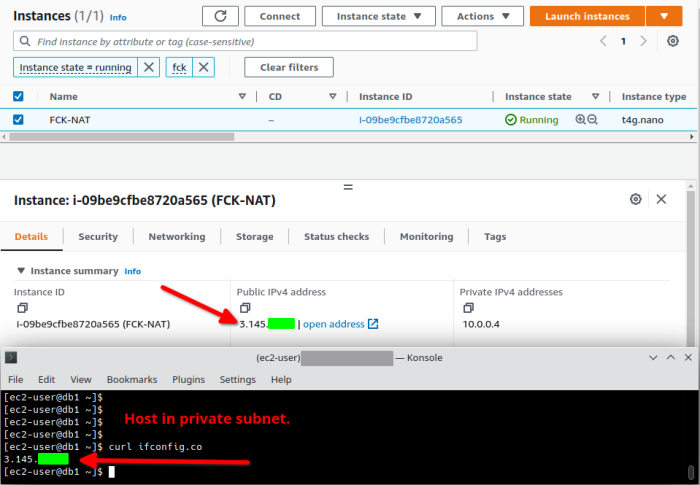 Instances (1/1) Info
Connect
Instance state
Actions
Launch instances
Find Instance by attribute or tag (case-sensitive)
1
Instance state = running
fck
Clear filters
Name
CD
Instance ID
Instance state
Instance type
FCK-NAT
–
i-09be9cfbe8720a565
Running
t4g.nano
Instance: i-09be9cfbe8720a565 (FCK-NAT)
Details
Security
Networking
Storage
Status checks
Monitoring
Tags
Instance summary Info
Instance ID
Public IPv4 address
Private IPv4 addresses
i-09be9cfbe8720a565 (FCK-NAT)
3.145. | open address
10.0.0.4
(ec2-user) — Konsole
File Edit View Bookmarks Plugins Settings Help
[ec2-user@db1 ~]$
[ec2-user@db1 ~]$
[ec2-user@db1 ~]$
Host in private subnet.
[ec2-user@db1 ~]$
[ec2-user@db1 ~]$ curl ifconfig.co
3.145.
[ec2-user@db1 ~]$